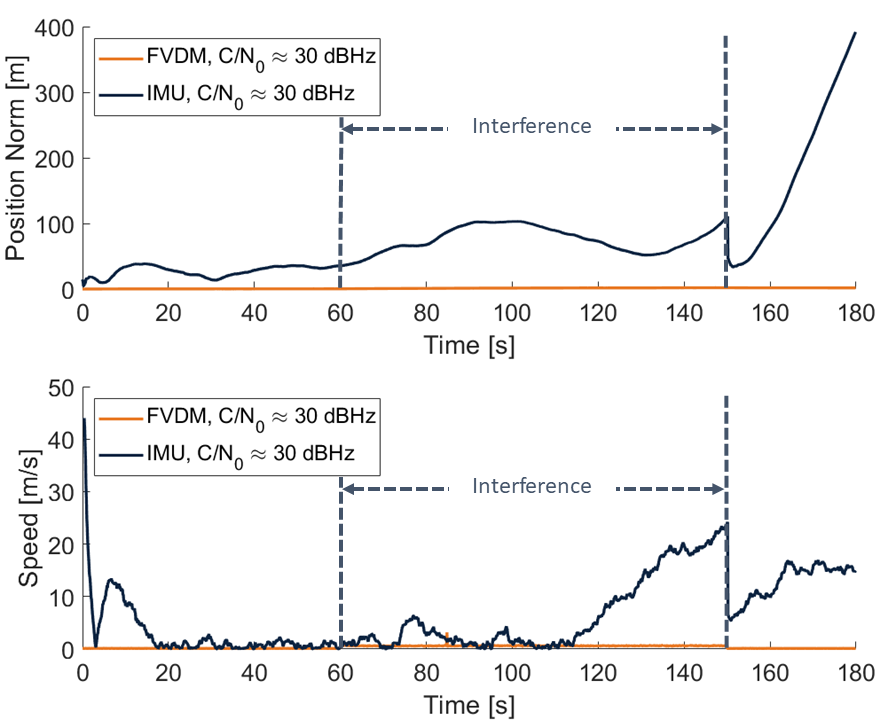 400
300
200
100
0
Position Norm [m]
FVDM, C/N0 ≈ 30 dBHz
IMU, C/N0 ≈ 30 dBHz
Interference
0 20 40 60 80 100 120 140 160 180
Time [s]
50
40
30
20
10
0
Speed [m/s]
FVDM, C/N0 ≈ 30 dBHz
IMU, C/N0 ≈ 30 dBHz
Interference
0 20 40 60 80 100 120 140 160 180
Time [s]